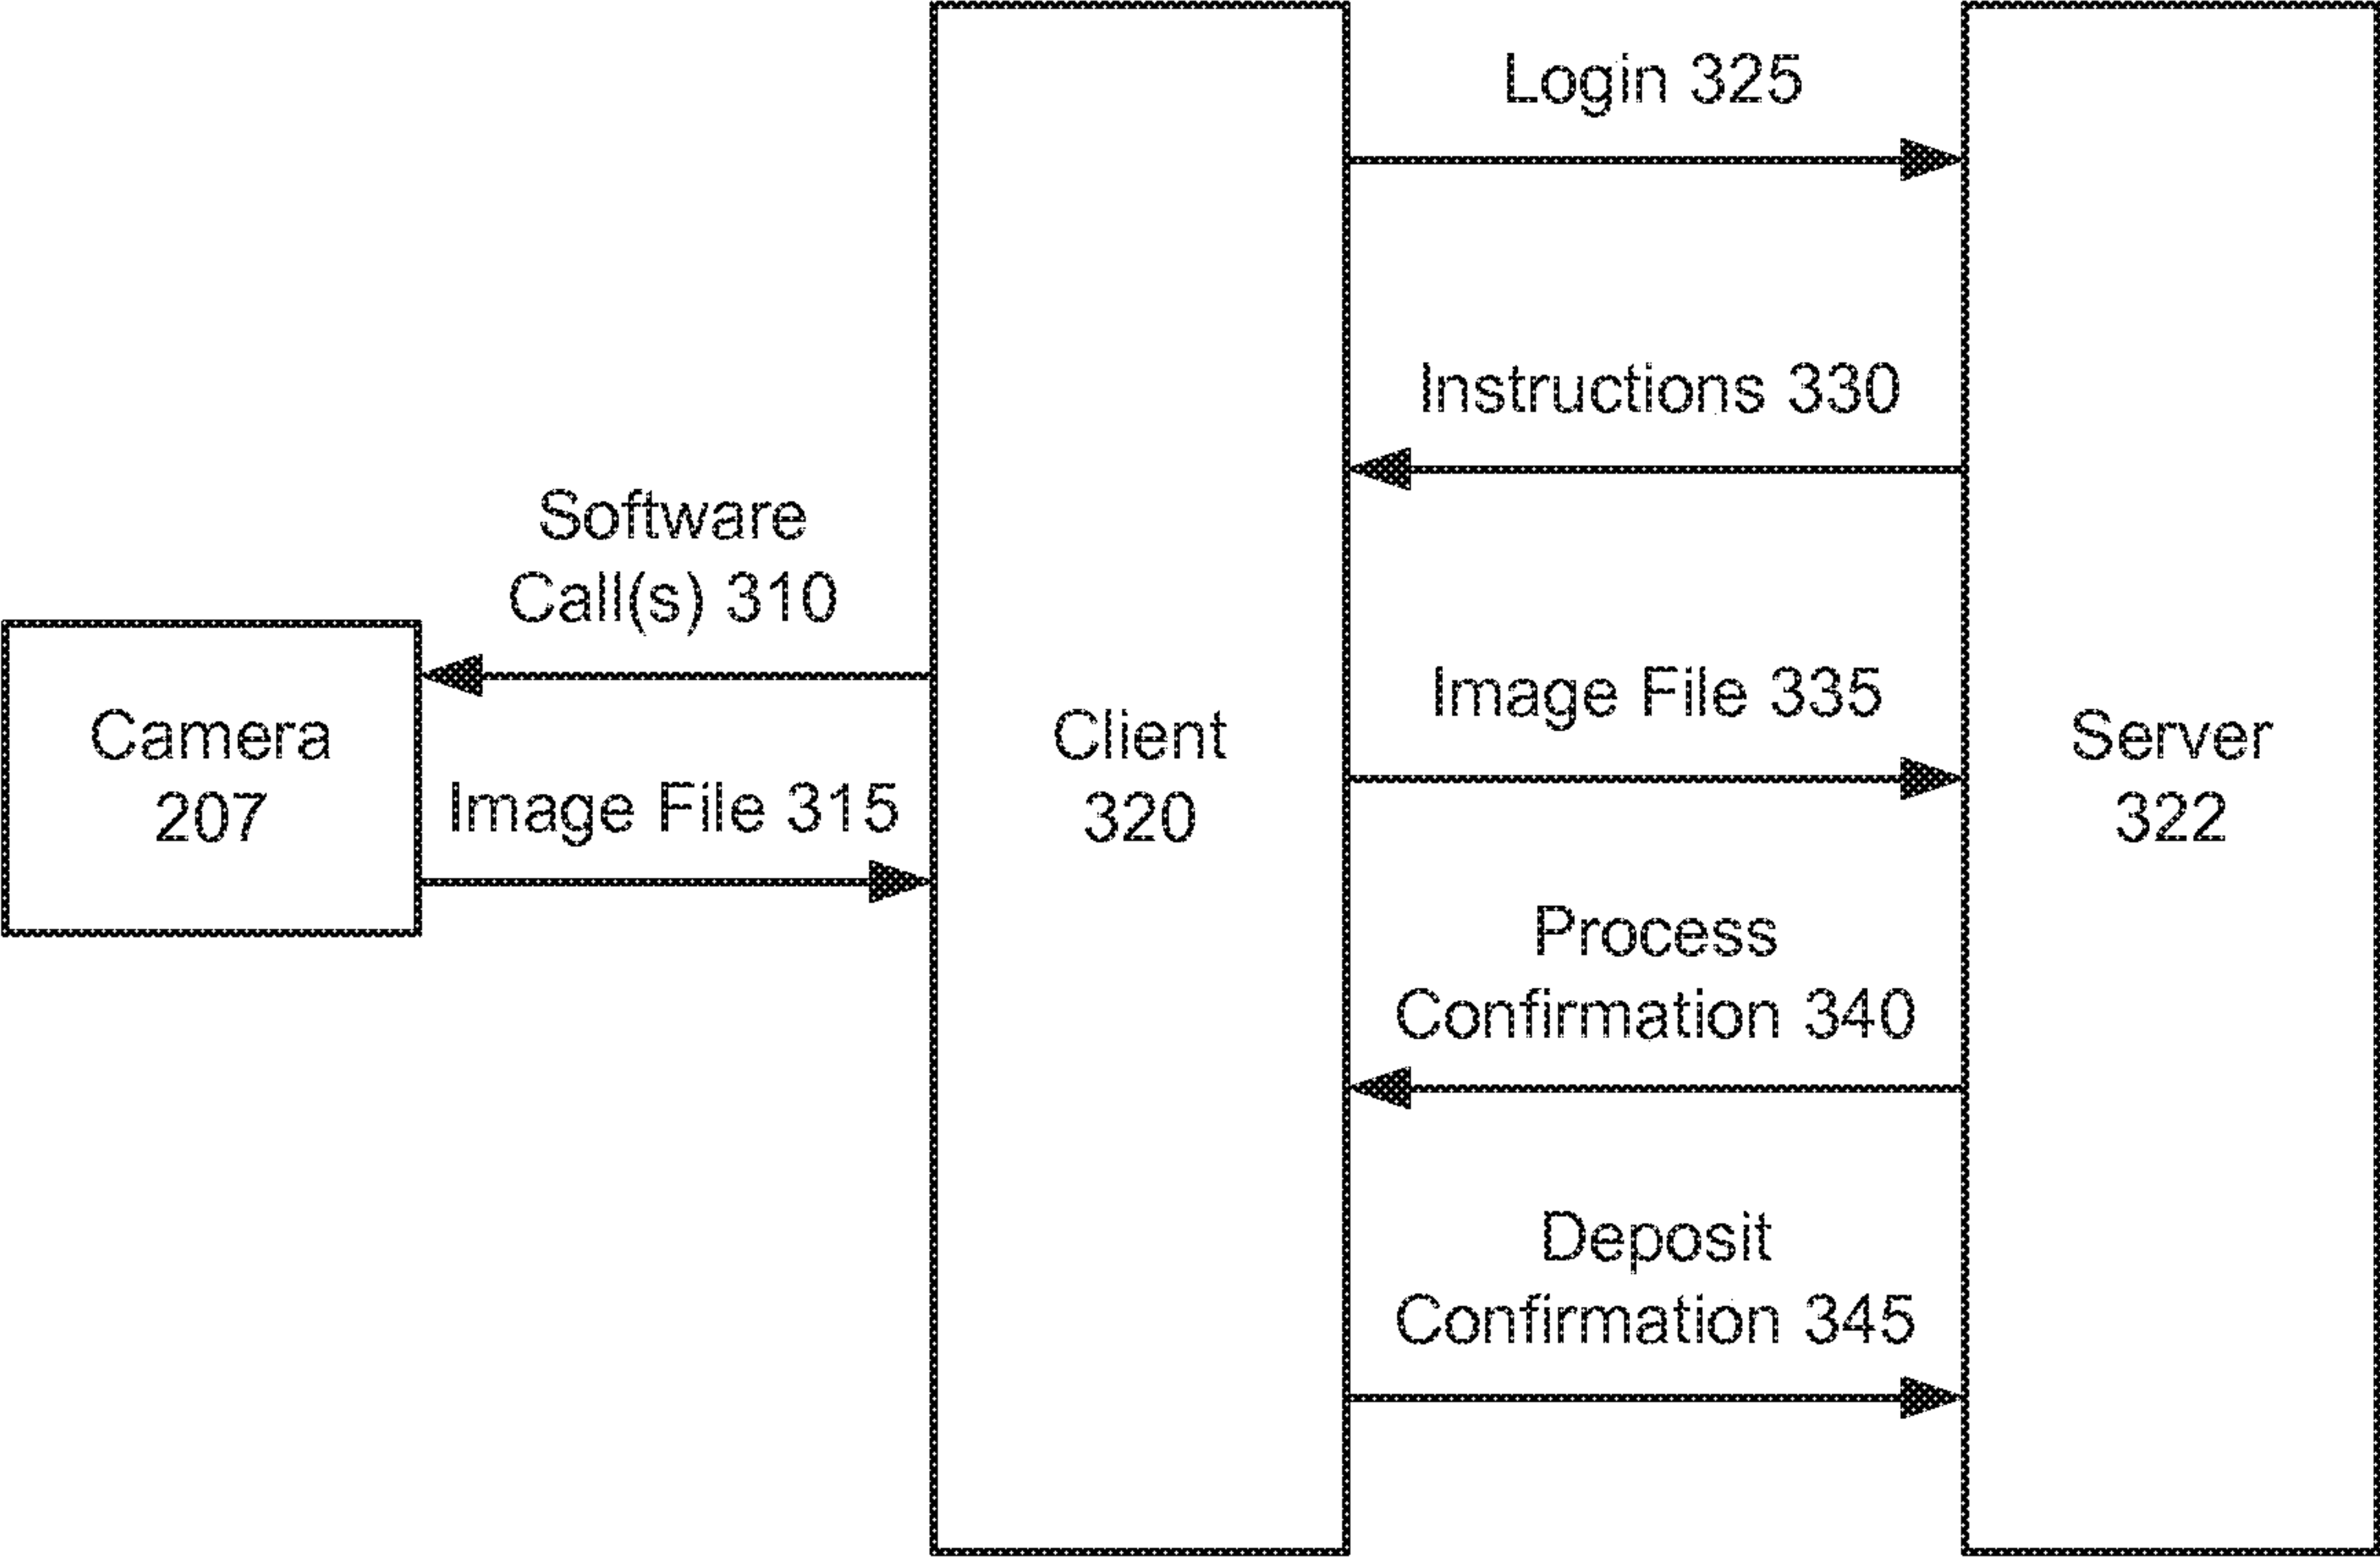 Login 325
Instructions 330
Software
Call(s) 310
Image File 335
Camera
207
Image File 315
Client
320
Server
322
Process
Confirmation 340
Deposit
Confirmation 345